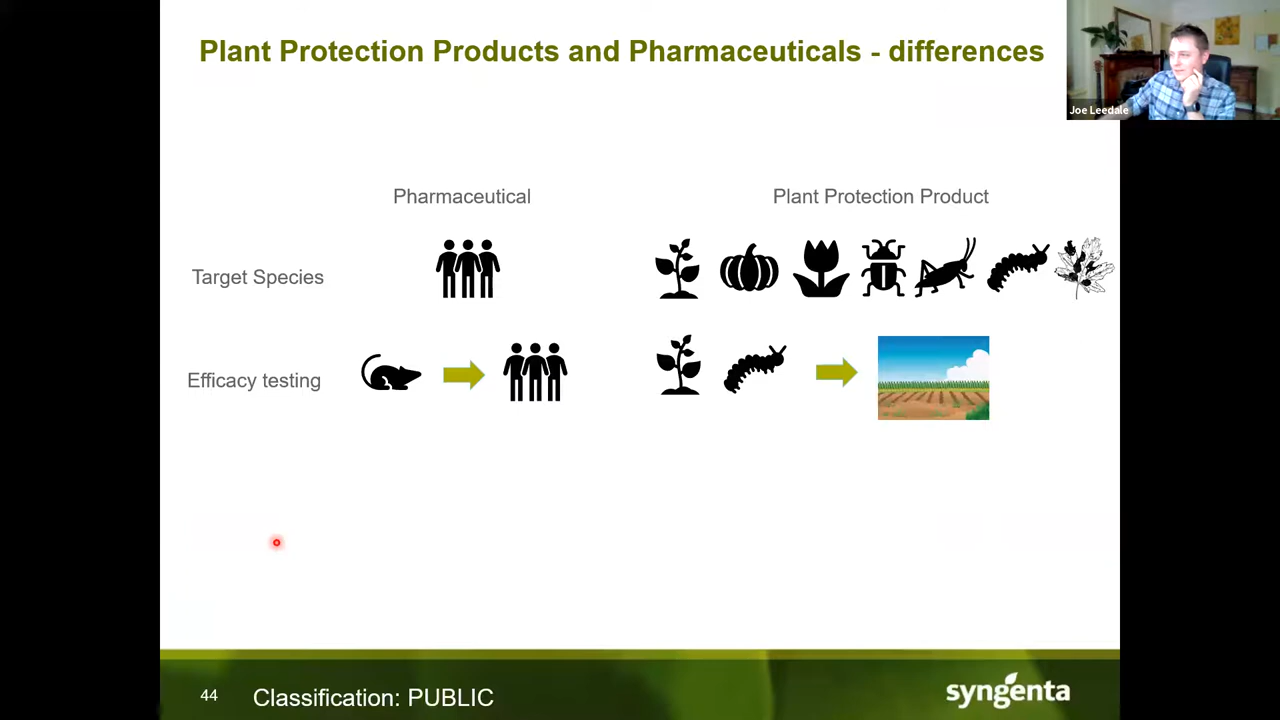 Plant Protection Products and Pharmaceuticals - differences
Joe Leedale
Pharmaceutical
Plant Protection Product
Target Species
Efficacy testing
44
Classification: PUBLIC
syngenta